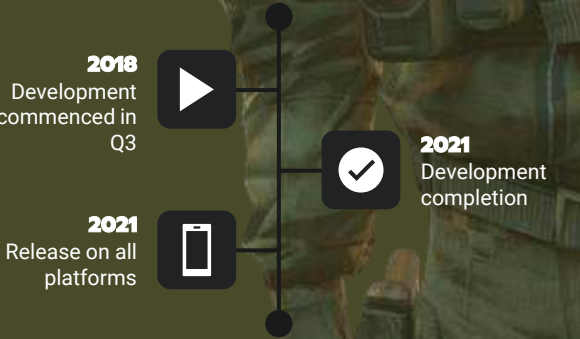 2018
Development
commenced in
Q3
2021
Development
completion
2021
Release on all
platforms